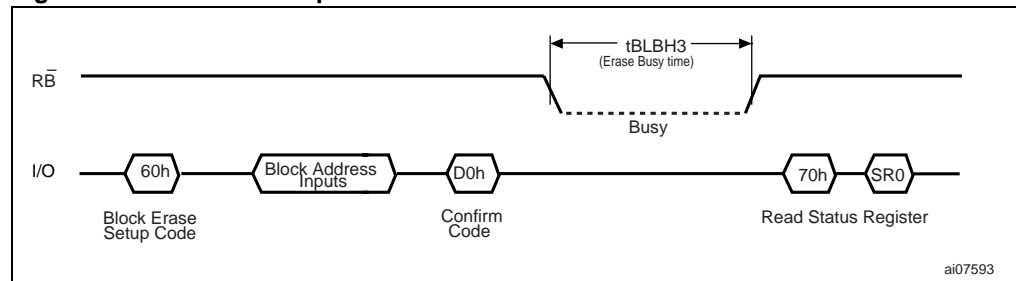 tBLBH3
(Erase Busy time)
RB̅
Busy
I/O
60h
Block Address
Inputs
D0h
70h
SR0
Block Erase
Setup Code
Confirm
Code
Read Status Register
ai07593